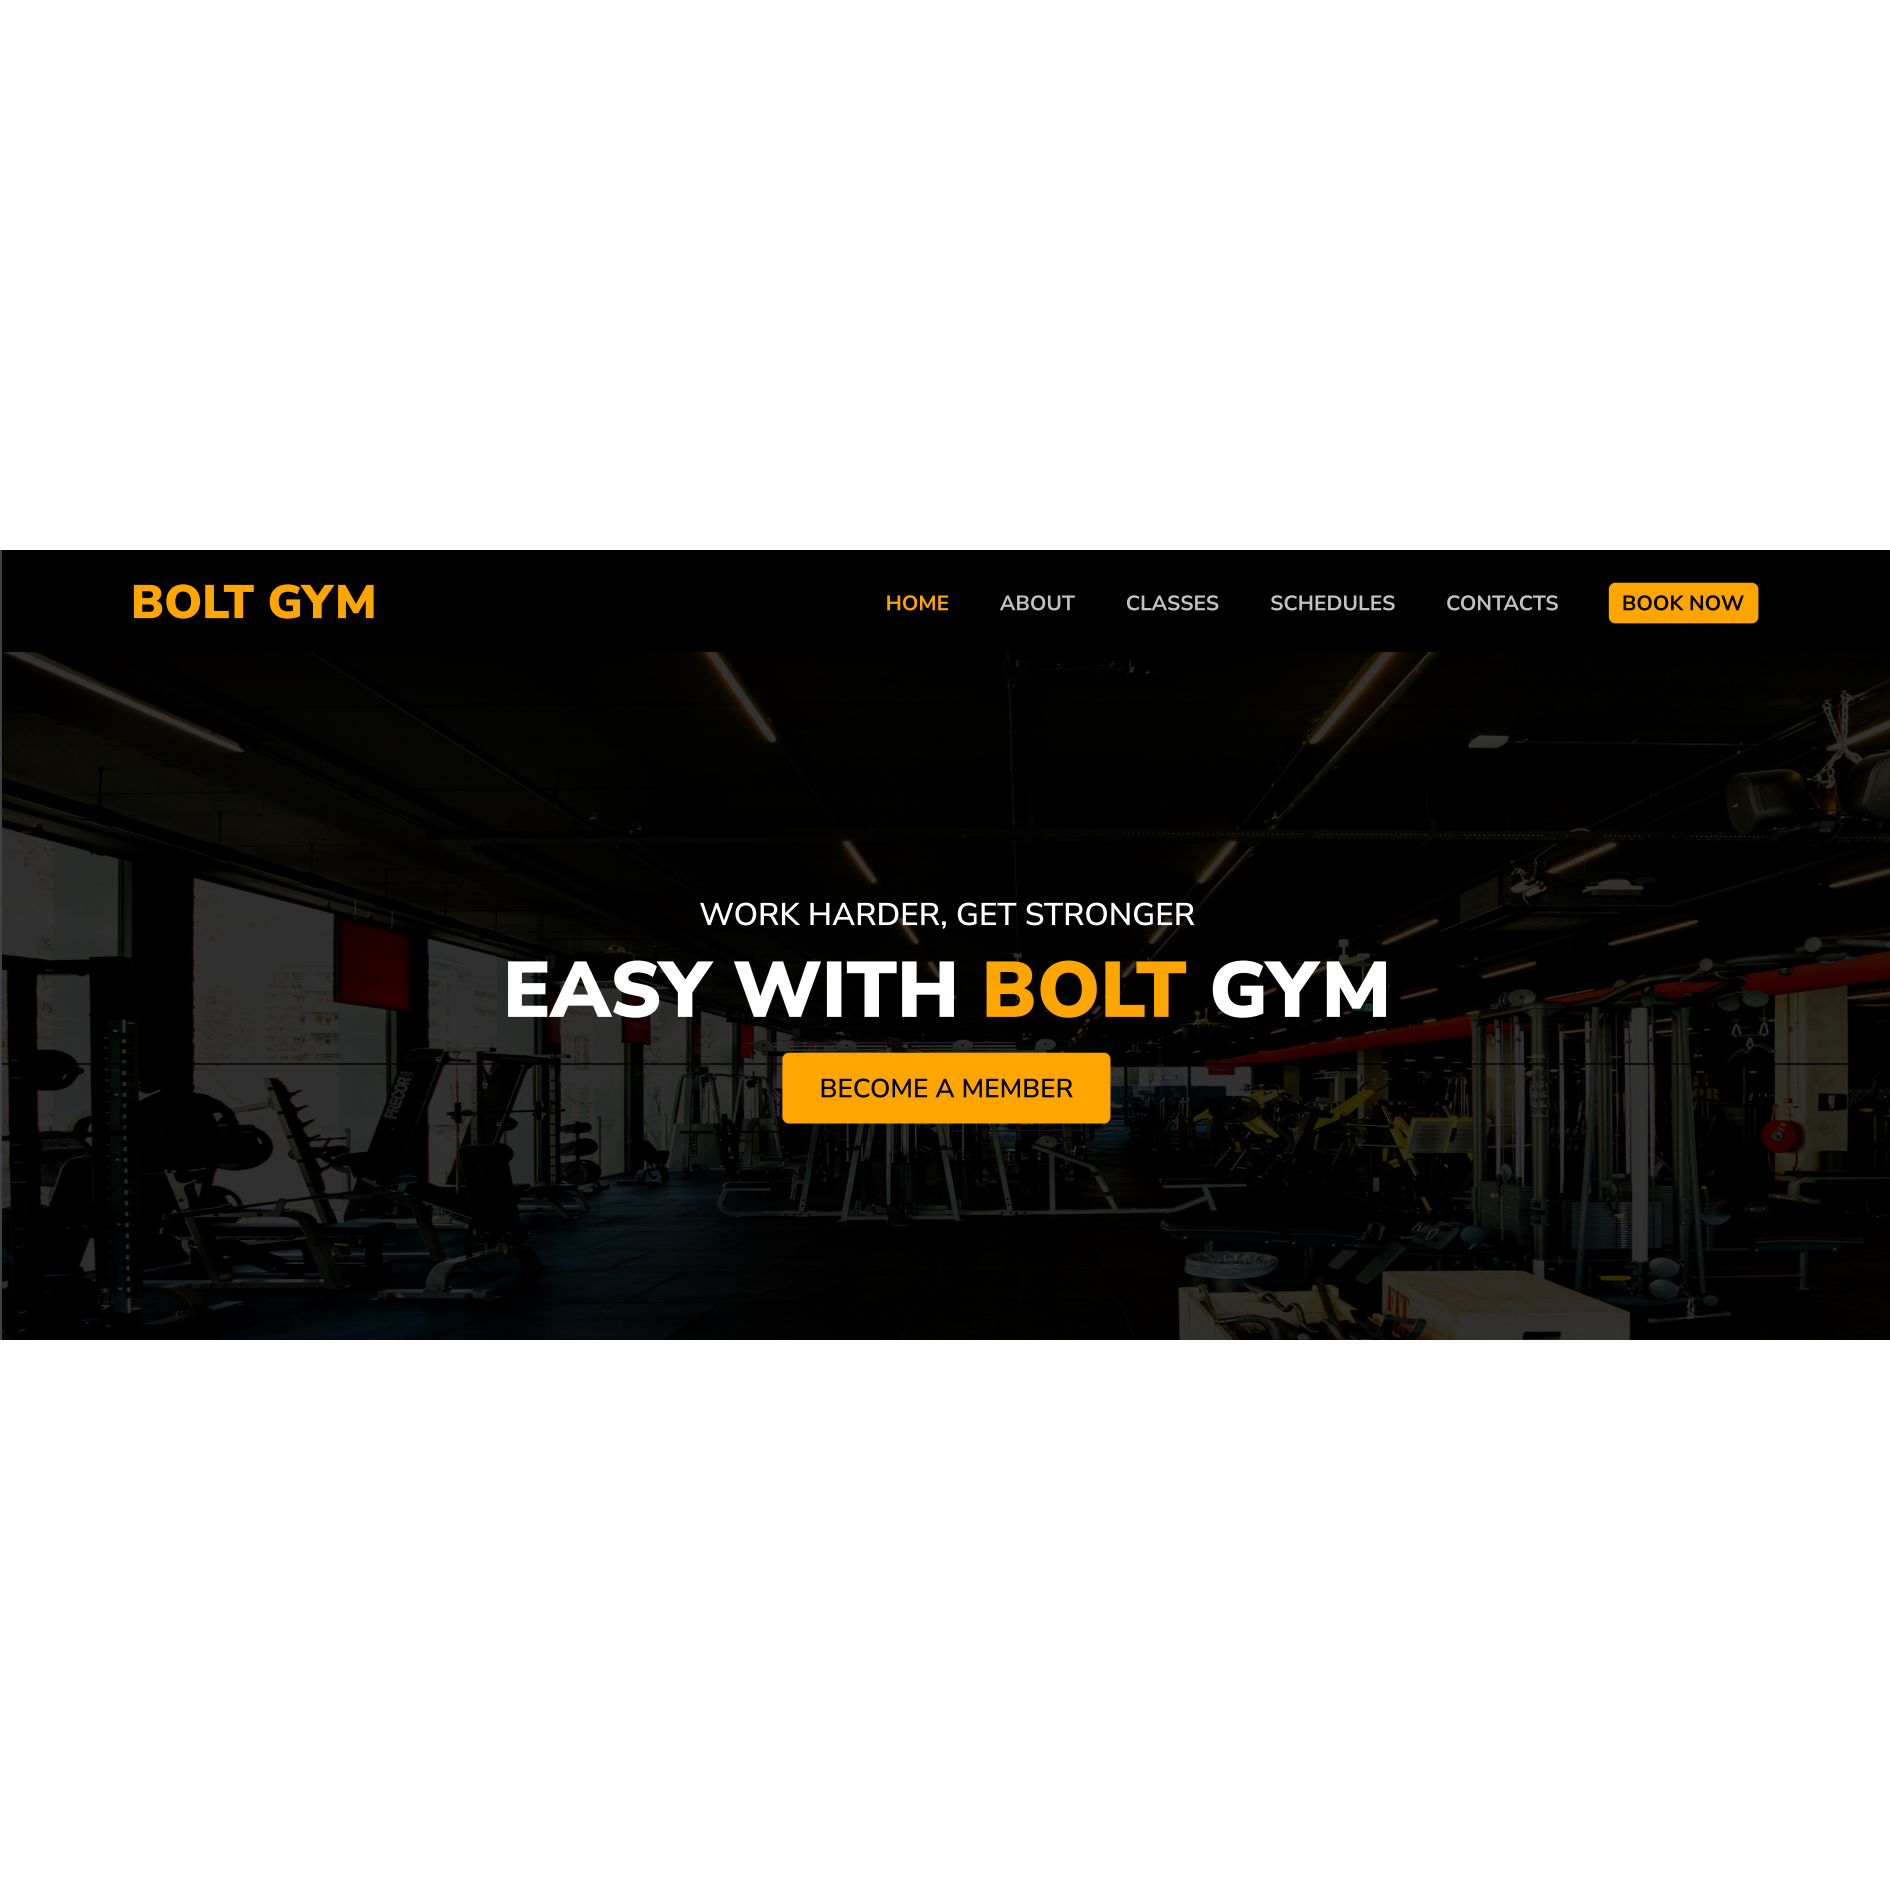 BOLT GYM
HOME ABOUT CLASSES SCHEDULES CONTACTS BOOK NOW
WORK HARDER, GET STRONGER
EASY WITH BOLT GYM
BECOME A MEMBER
PRECOR